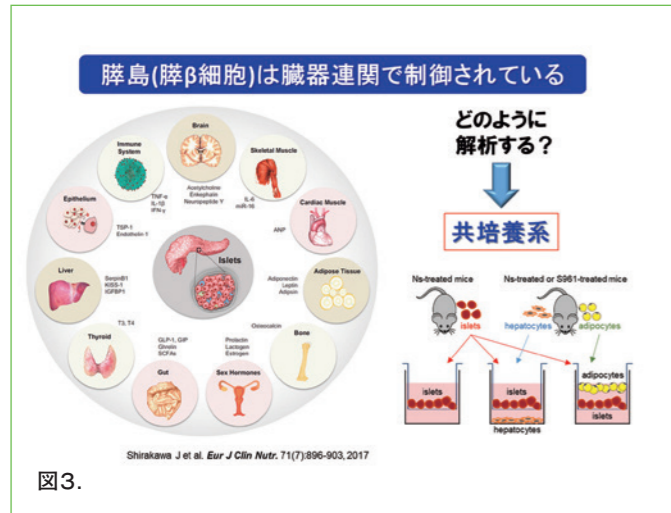 膵島(膵β細胞)は臓器連関で制御されている
Brain
Immune
System
Skeletal Muscle
Epithelium
Cardiac Muscle
Liver
Adipose Tissue
Thyroid
Bone
Gut
Sex Hormones
Islets
Acetylcholine
Enkephalin
Neuropeptide Y
TNF-α
IL-1β
IFN-γ
IL-6
miR-16
ANP
TSP-1
Endothelin 1
SerpinB1
KISS-1
IGFBP1
Adiponectin
Leptin
Adipsin
T3, T4
Osteocalcin
GLP-1, GIP
Ghrelin
SCFAs
Prolactin
Lactogen
Estrogen
Shirakawa J et al. Eur J Clin Nutr. 71(7):896-903, 2017
どのように
解析する?
共培養系
Ns-treated mice
Ns-treated or S961-treated mice
islets
hepatocytes
adipocytes
islets
islets
hepatocytes
adipocytes
islets
図3.